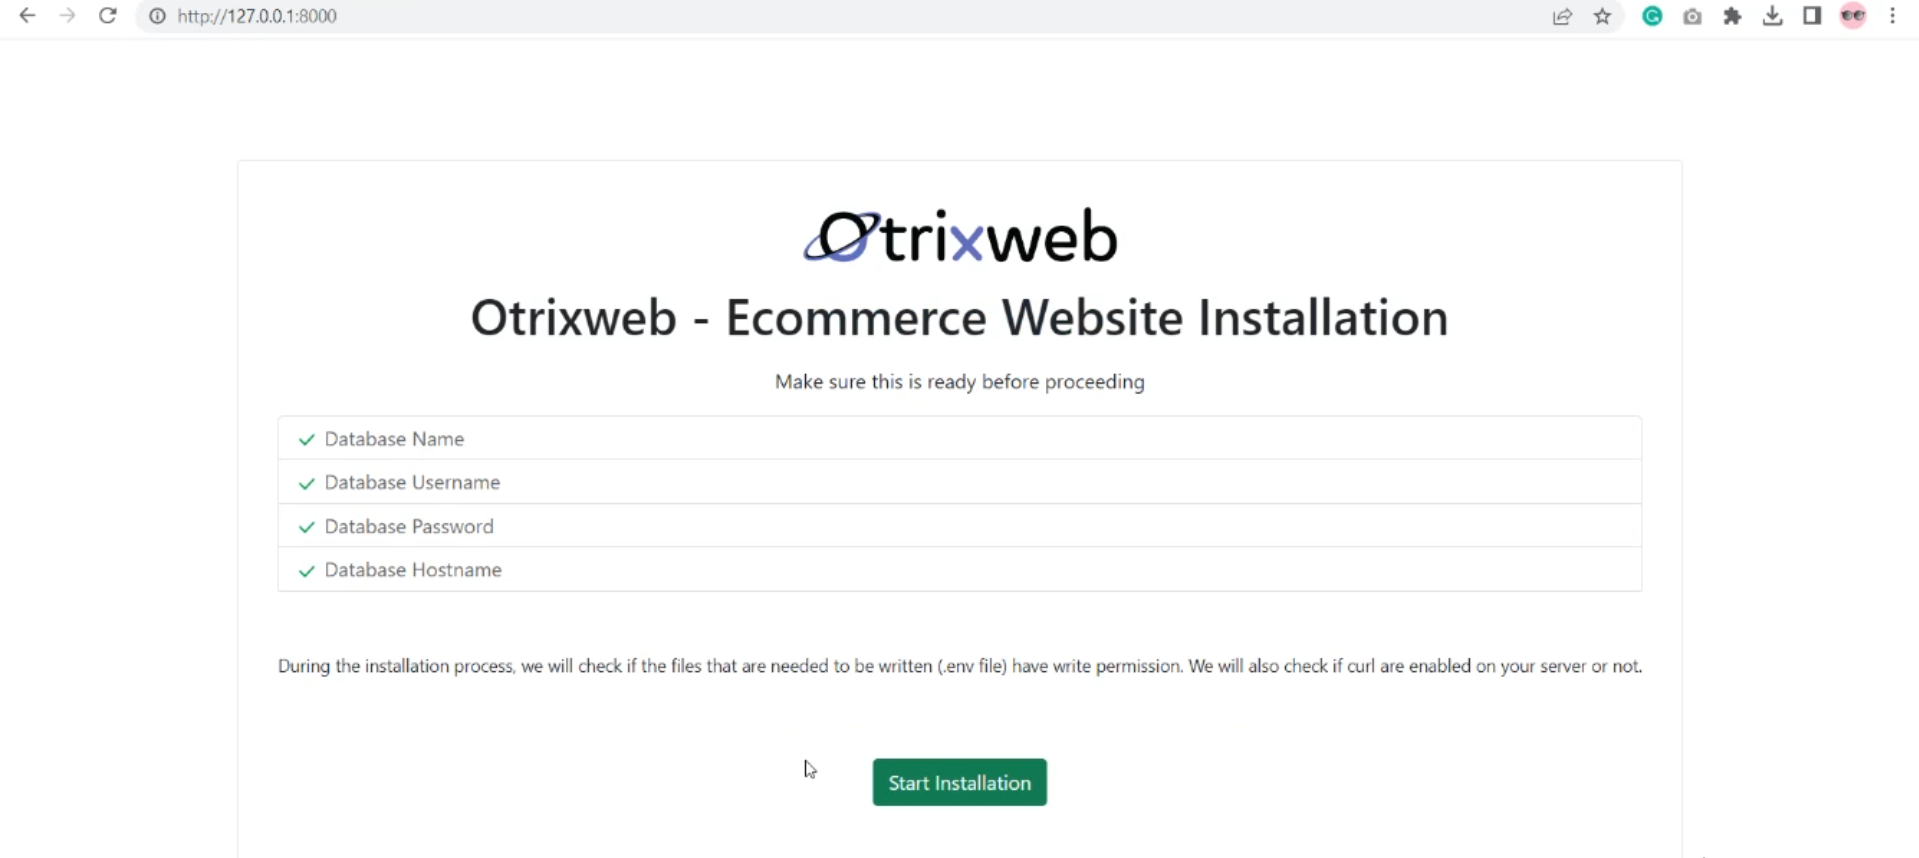 http://127.0.0.1:8000
Otrixweb
Otrixweb - Ecommerce Website Installation
Make sure this is ready before proceeding
Database Name
Database Username
Database Password
Database Hostname
During the installation process, we will check if the files that are needed to be written (.env file) have write permission. We will also check if curl are enabled on your server or not.
Start Installation